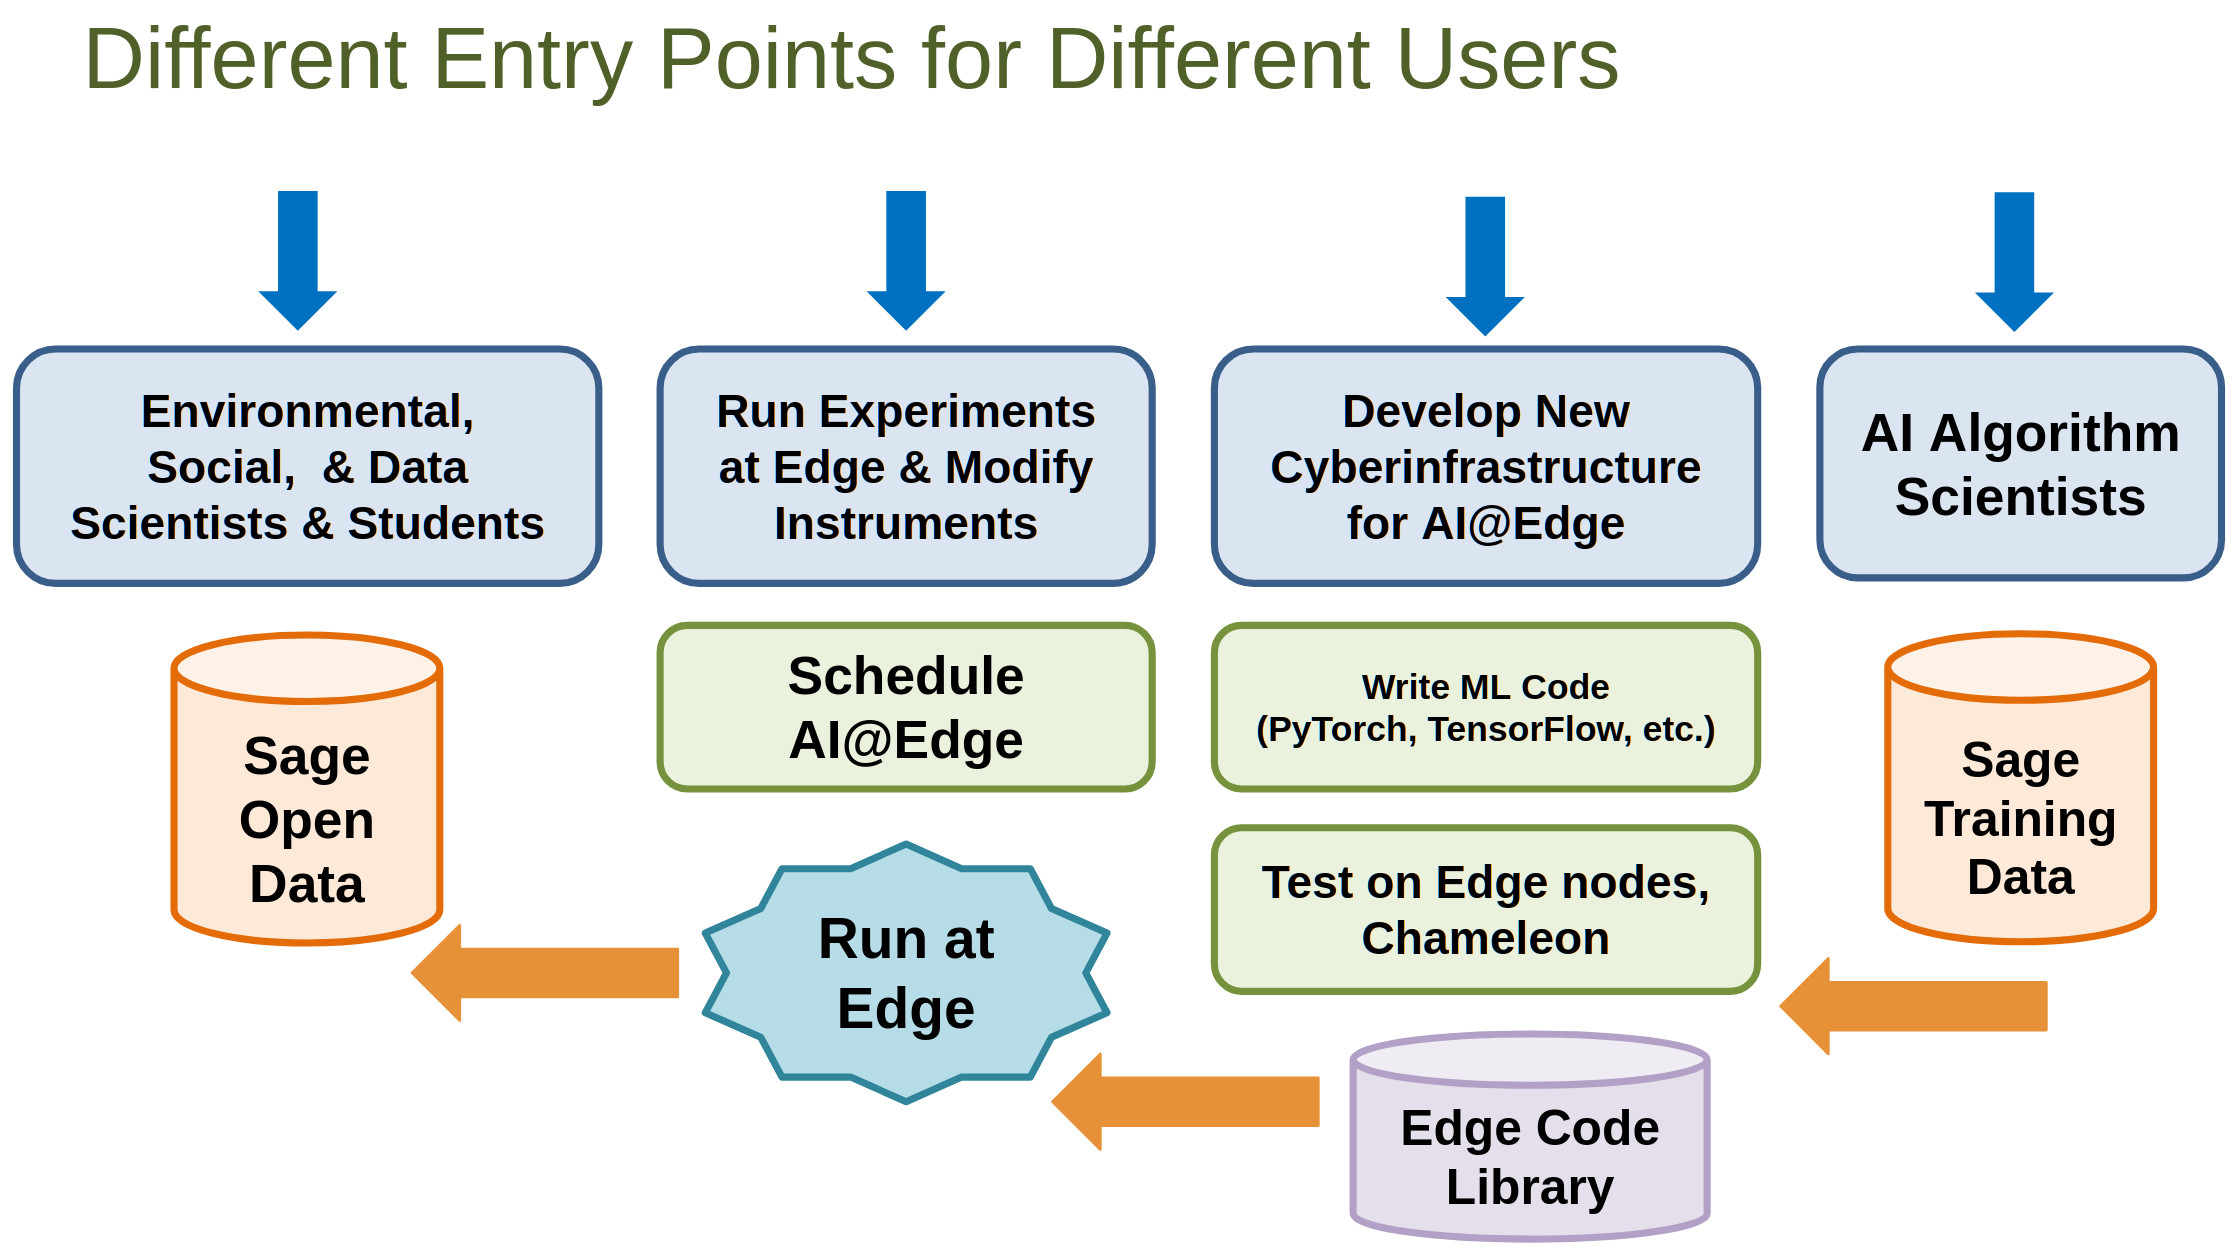 Different Entry Points for Different Users
Environmental,
Social,  & Data
Scientists & Students
Run Experiments
at Edge & Modify
Instruments
Develop New
Cyberinfrastructure
for AI@Edge
AI Algorithm
Scientists
Sage
Open
Data
Schedule
AI@Edge
Run at
Edge
Write ML Code
(PyTorch, TensorFlow, etc.)
Test on Edge nodes,
Chameleon
Edge Code
Library
Sage
Training
Data